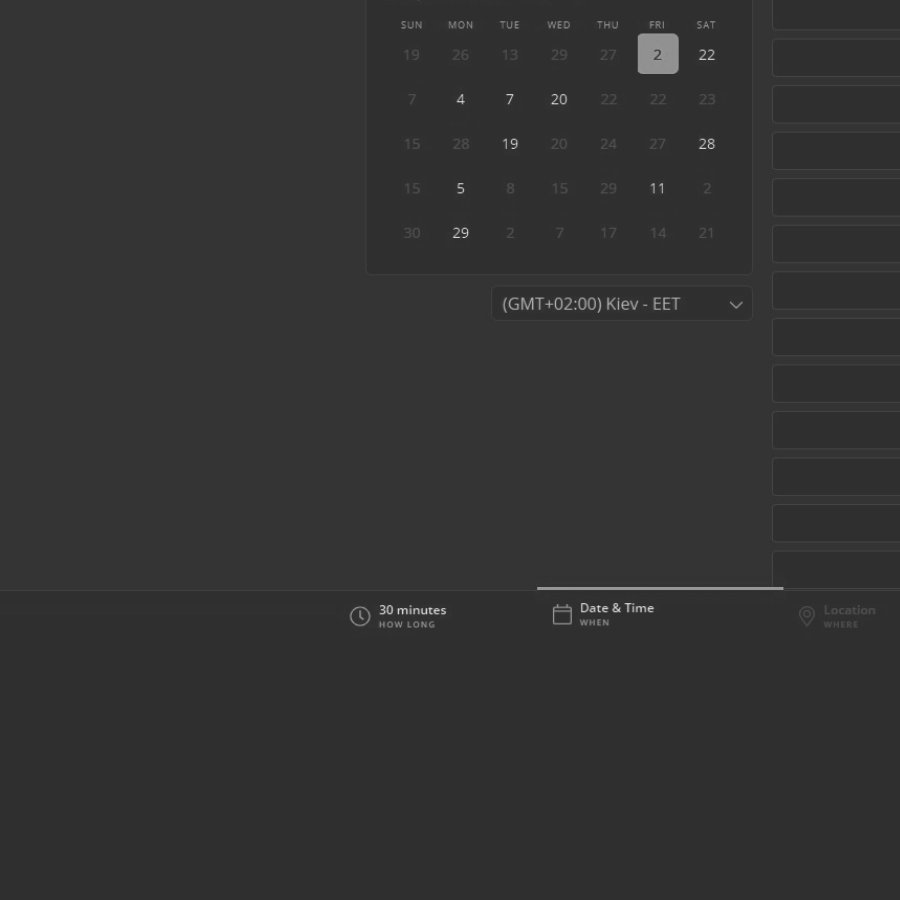 SUN MON TUE WED THU FRI SAT
19 26 13 29 27 2 22
7 4 7 20 22 22 23
15 28 19 20 24 27 28
15 5 8 15 29 11 2
30 29 2 7 17 14 21
(GMT+02:00) Kiev - EET
30 minutes
HOW LONG
Date & Time
WHEN
Location
WHERE